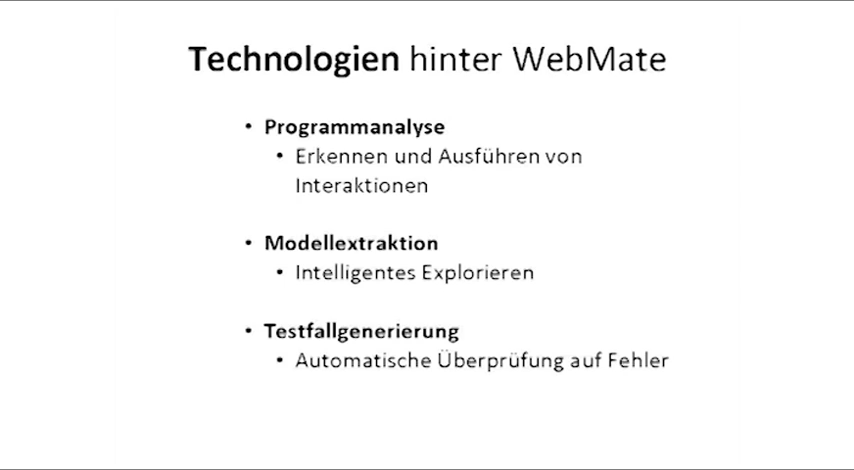 Technologien hinter WebMate
• Programmanalyse
• Erkennen und Ausführen von
Interaktionen
• Modellextraktion
• Intelligentes Explorieren
• Testfallgenerierung
• Automatische Überprüfung auf Fehler